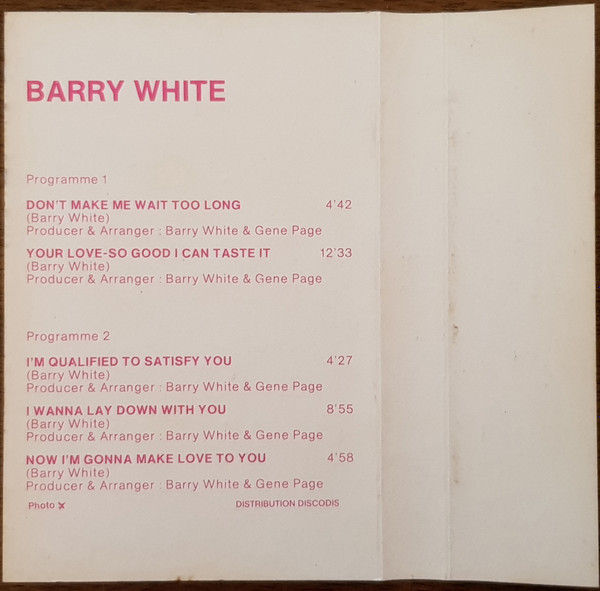 BARRY WHITE
Programme 1
DON'T MAKE ME WAIT TOO LONG 4'42
(Barry White)
Producer & Arranger : Barry White & Gene Page
YOUR LOVE-SO GOOD I CAN TASTE IT 12'33
(Barry White)
Producer & Arranger : Barry White & Gene Page
Programme 2
I'M QUALIFIED TO SATISFY YOU 4'27
(Barry White)
Producer & Arranger : Barry White & Gene Page
I WANNA LAY DOWN WITH YOU 8'55
(Barry White)
Producer & Arranger : Barry White & Gene Page
NOW I'M GONNA MAKE LOVE TO YOU 4'58
(Barry White)
Producer & Arranger : Barry White & Gene Page
Photo X DISTRIBUTION DISCODIS